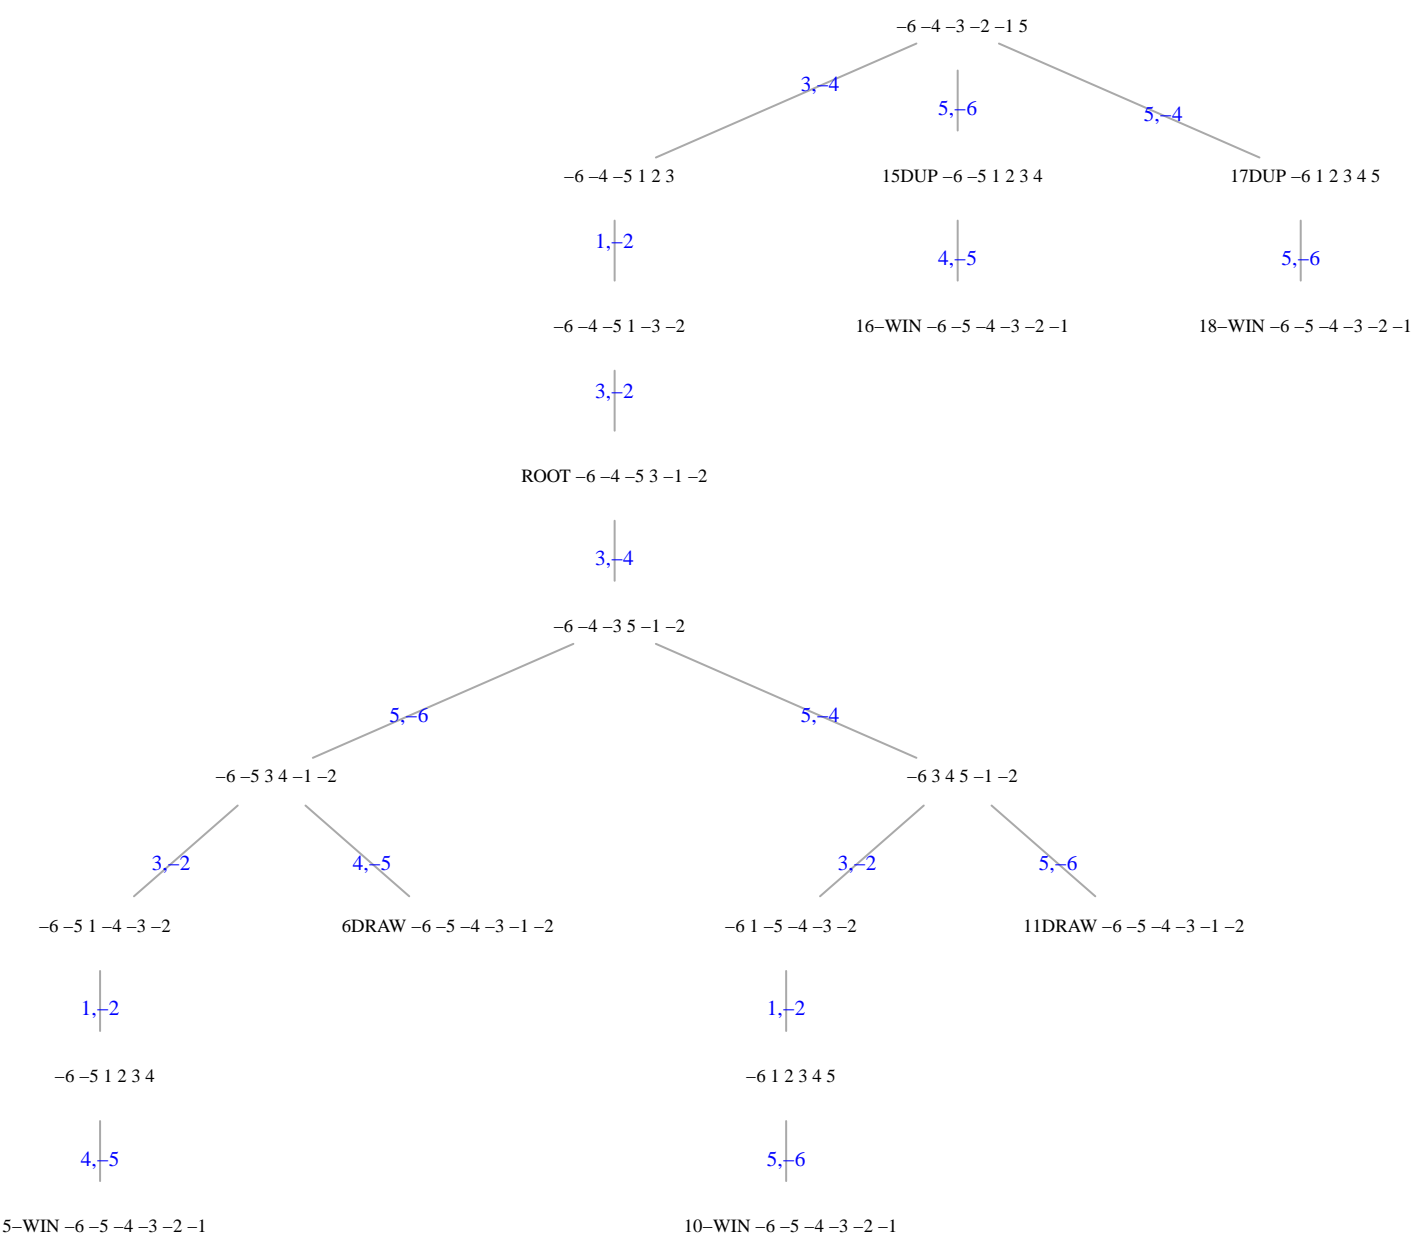 −6 −4 −3 −2 −1 5
3,−4
5,−6
5,−4
−6 −4 −5 1 2 3
15DUP −6 −5 1 2 3 4
17DUP −6 1 2 3 4 5
1,−2
4,−5
5,−6
−6 −4 −5 1 −3 −2
16−WIN −6 −5 −4 −3 −2 −1
18−WIN −6 −5 −4 −3 −2 −1
3,−2
ROOT −6 −4 −5 3 −1 −2
3,−4
−6 −4 −3 5 −1 −2
5,−6
5,−4
−6 −5 3 4 −1 −2
−6 3 4 5 −1 −2
3,−2
4,−5
3,−2
5,−6
−6 −5 1 −4 −3 −2
6DRAW −6 −5 −4 −3 −1 −2
−6 1 −5 −4 −3 −2
11DRAW −6 −5 −4 −3 −1 −2
1,−2
1,−2
−6 −5 1 2 3 4
−6 1 2 3 4 5
4,−5
5,−6
5−WIN −6 −5 −4 −3 −2 −1
10−WIN −6 −5 −4 −3 −2 −1